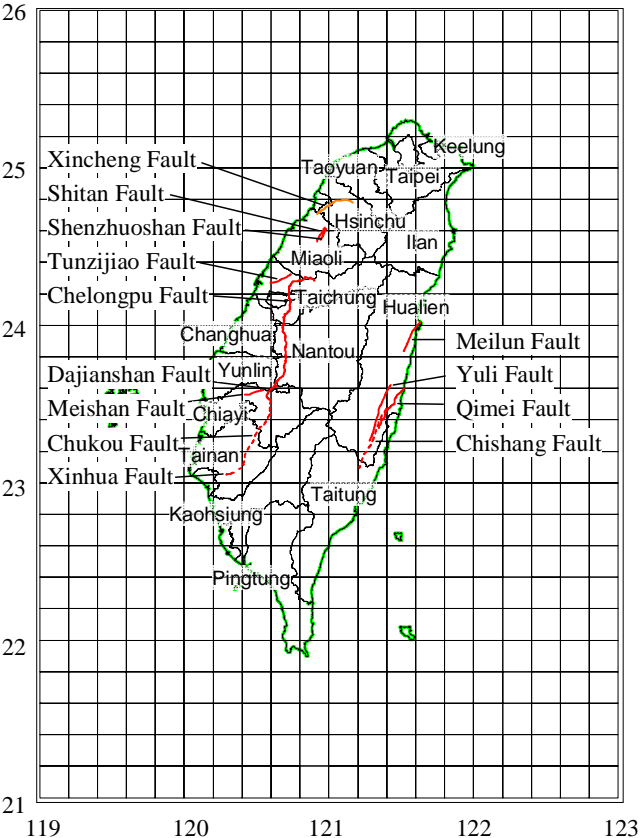 26
Keelung
Xincheng Fault
25
Taoyuan
Taipei
Shitan Fault
Hsinchu
Shenzhuoshan Fault
Ilan
Tunzijiao Fault
Miaoli
Chelongpu Fault
Taichung
Hualien
24
Changhua
Meilun Fault
Nantou
Dajianshan Fault
Yunlin
Yuli Fault
Meishan Fault
Chiayi
Qimei Fault
Chukou Fault
Chishang Fault
Tainan
Xinhua Fault
23
Taitung
Kaohsiung
Pingtung
22
21
119
120
121
122
123